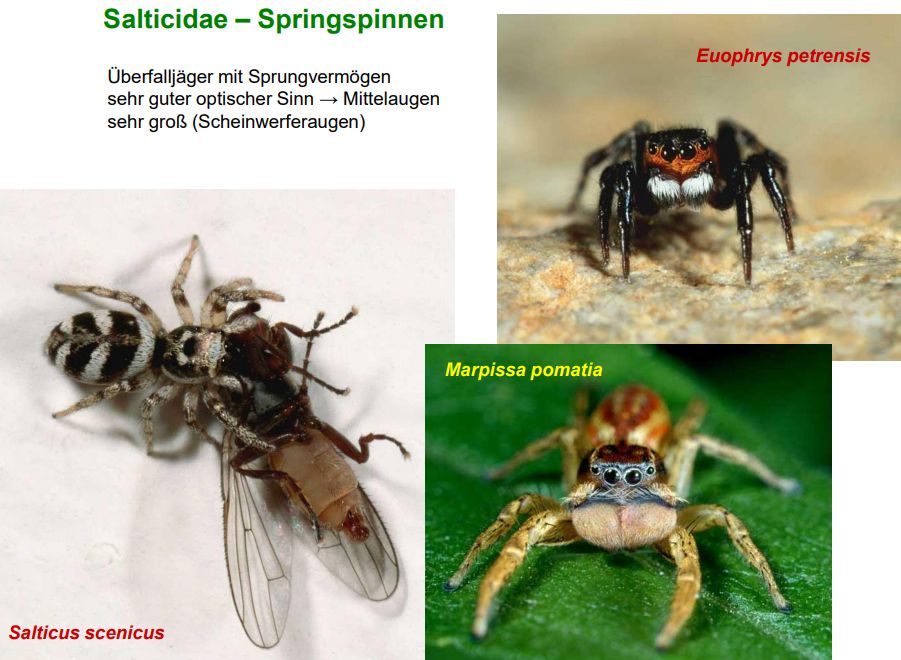 Salticidae – Springspinnen
Überfalljäger mit Sprungvermögen
sehr guter optischer Sinn → Mittelaugen
sehr groß (Scheinwerferaugen)
Euophrys petrensis
Marpissa pomatia
Salticus scenicus